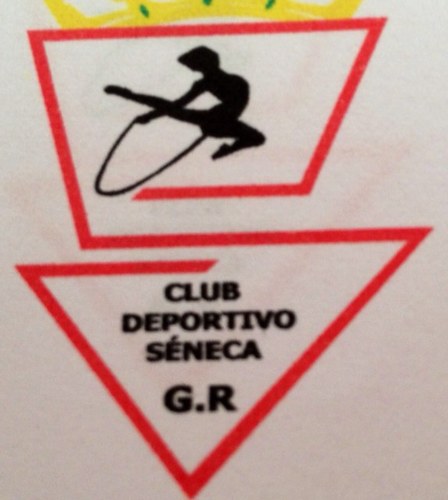 CLUB
DEPORTIVO
SÉNECA
G.R